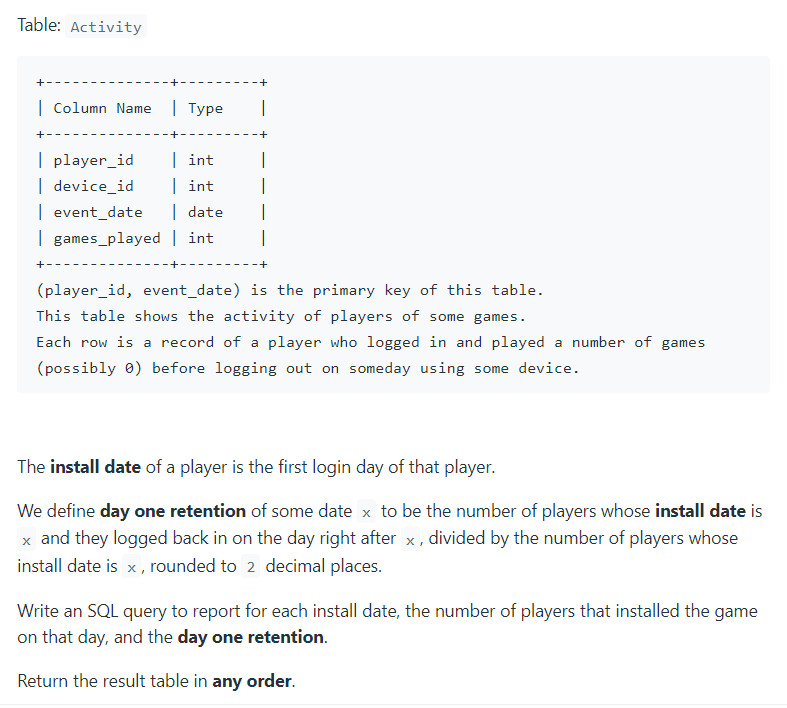 Table: Activity
+--------------+---------+
| Column Name  | Type    |
+--------------+---------+
| player_id    | int     |
| device_id    | int     |
| event_date   | date    |
| games_played | int     |
+--------------+---------+
(player_id, event_date) is the primary key of this table.
This table shows the activity of players of some games.
Each row is a record of a player who logged in and played a number of games
(possibly 0) before logging out on someday using some device.
The install date of a player is the first login day of that player.
We define day one retention of some date x to be the number of players whose install date is
x and they logged back in on the day right after x, divided by the number of players whose
install date is x, rounded to 2 decimal places.
Write an SQL query to report for each install date, the number of players that installed the game
on that day, and the day one retention.
Return the result table in any order.